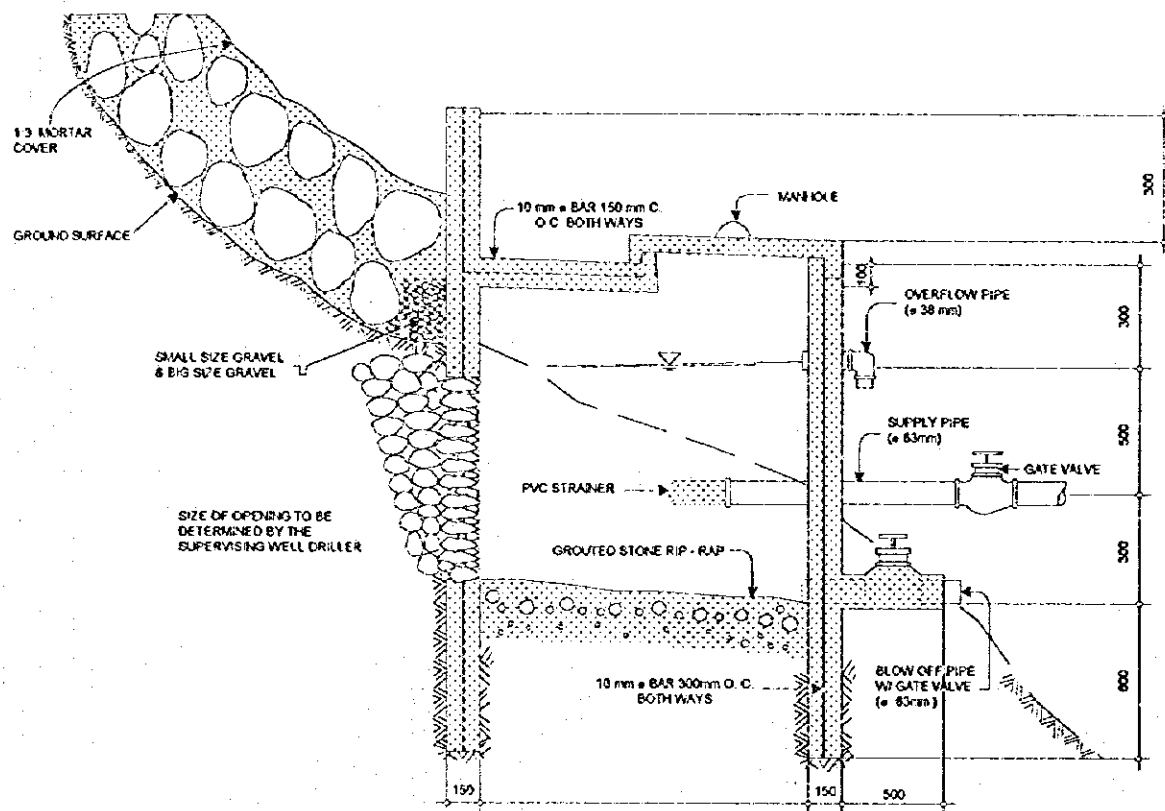 1:3 MORTAR
COVER
GROUND SURFACE
10 mm ø BAR 150 mm C.
O.C. BOTH WAYS
MANHOLE
300
100
OVERFLOW PIPE
(ø 38 mm)
300
SMALL SIZE GRAVEL
& BIG SIZE GRAVEL
SUPPLY PIPE
(ø 63mm)
500
GATE VALVE
PVC STRAINER
SIZE OF OPENING TO BE
DETERMINED BY THE
SUPERVISING WELL DRILLER
GROUTED STONE RIP - RAP
300
10 mm ø BAR 300mm O. C.
BOTH WAYS
BLOW OFF PIPE
W/ GATE VALVE
(ø 63mm)
150
150
500